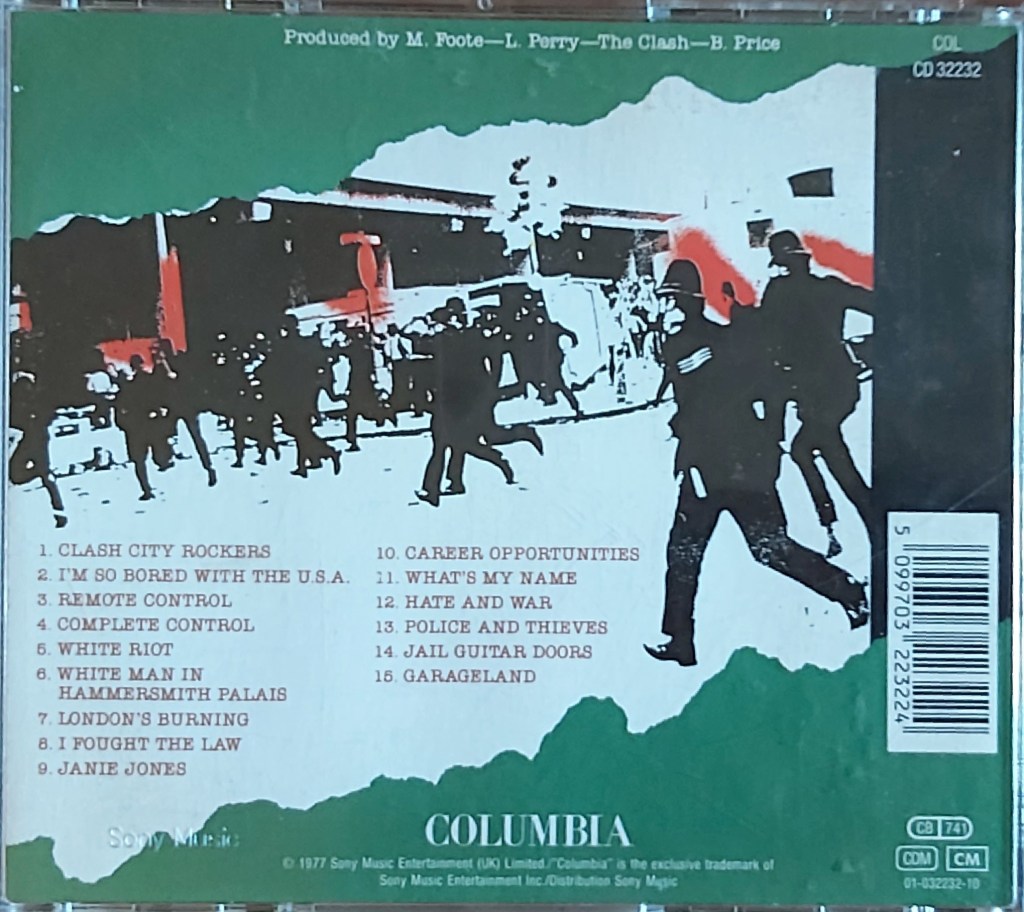 Produced by M. Foote—L. Perry—The Clash—B. Price
COL
CD 32232
1. CLASH CITY ROCKERS
2. I'M SO BORED WITH THE U.S.A.
3. REMOTE CONTROL
4. COMPLETE CONTROL
5. WHITE RIOT
6. WHITE MAN IN
HAMMERSMITH PALAIS
7. LONDON'S BURNING
8. I FOUGHT THE LAW
9. JANIE JONES
10. CAREER OPPORTUNITIES
11. WHAT'S MY NAME
12. HATE AND WAR
13. POLICE AND THIEVES
14. JAIL GUITAR DOORS
15. GARAGELAND
5 099703 223224
Sony Music
COLUMBIA
© 1977 Sony Music Entertainment (UK) Limited./"Columbia" is the exclusive trademark of
Sony Music Entertainment Inc./Distribution Sony Music
CB 741
CDM CM
01-032232-10